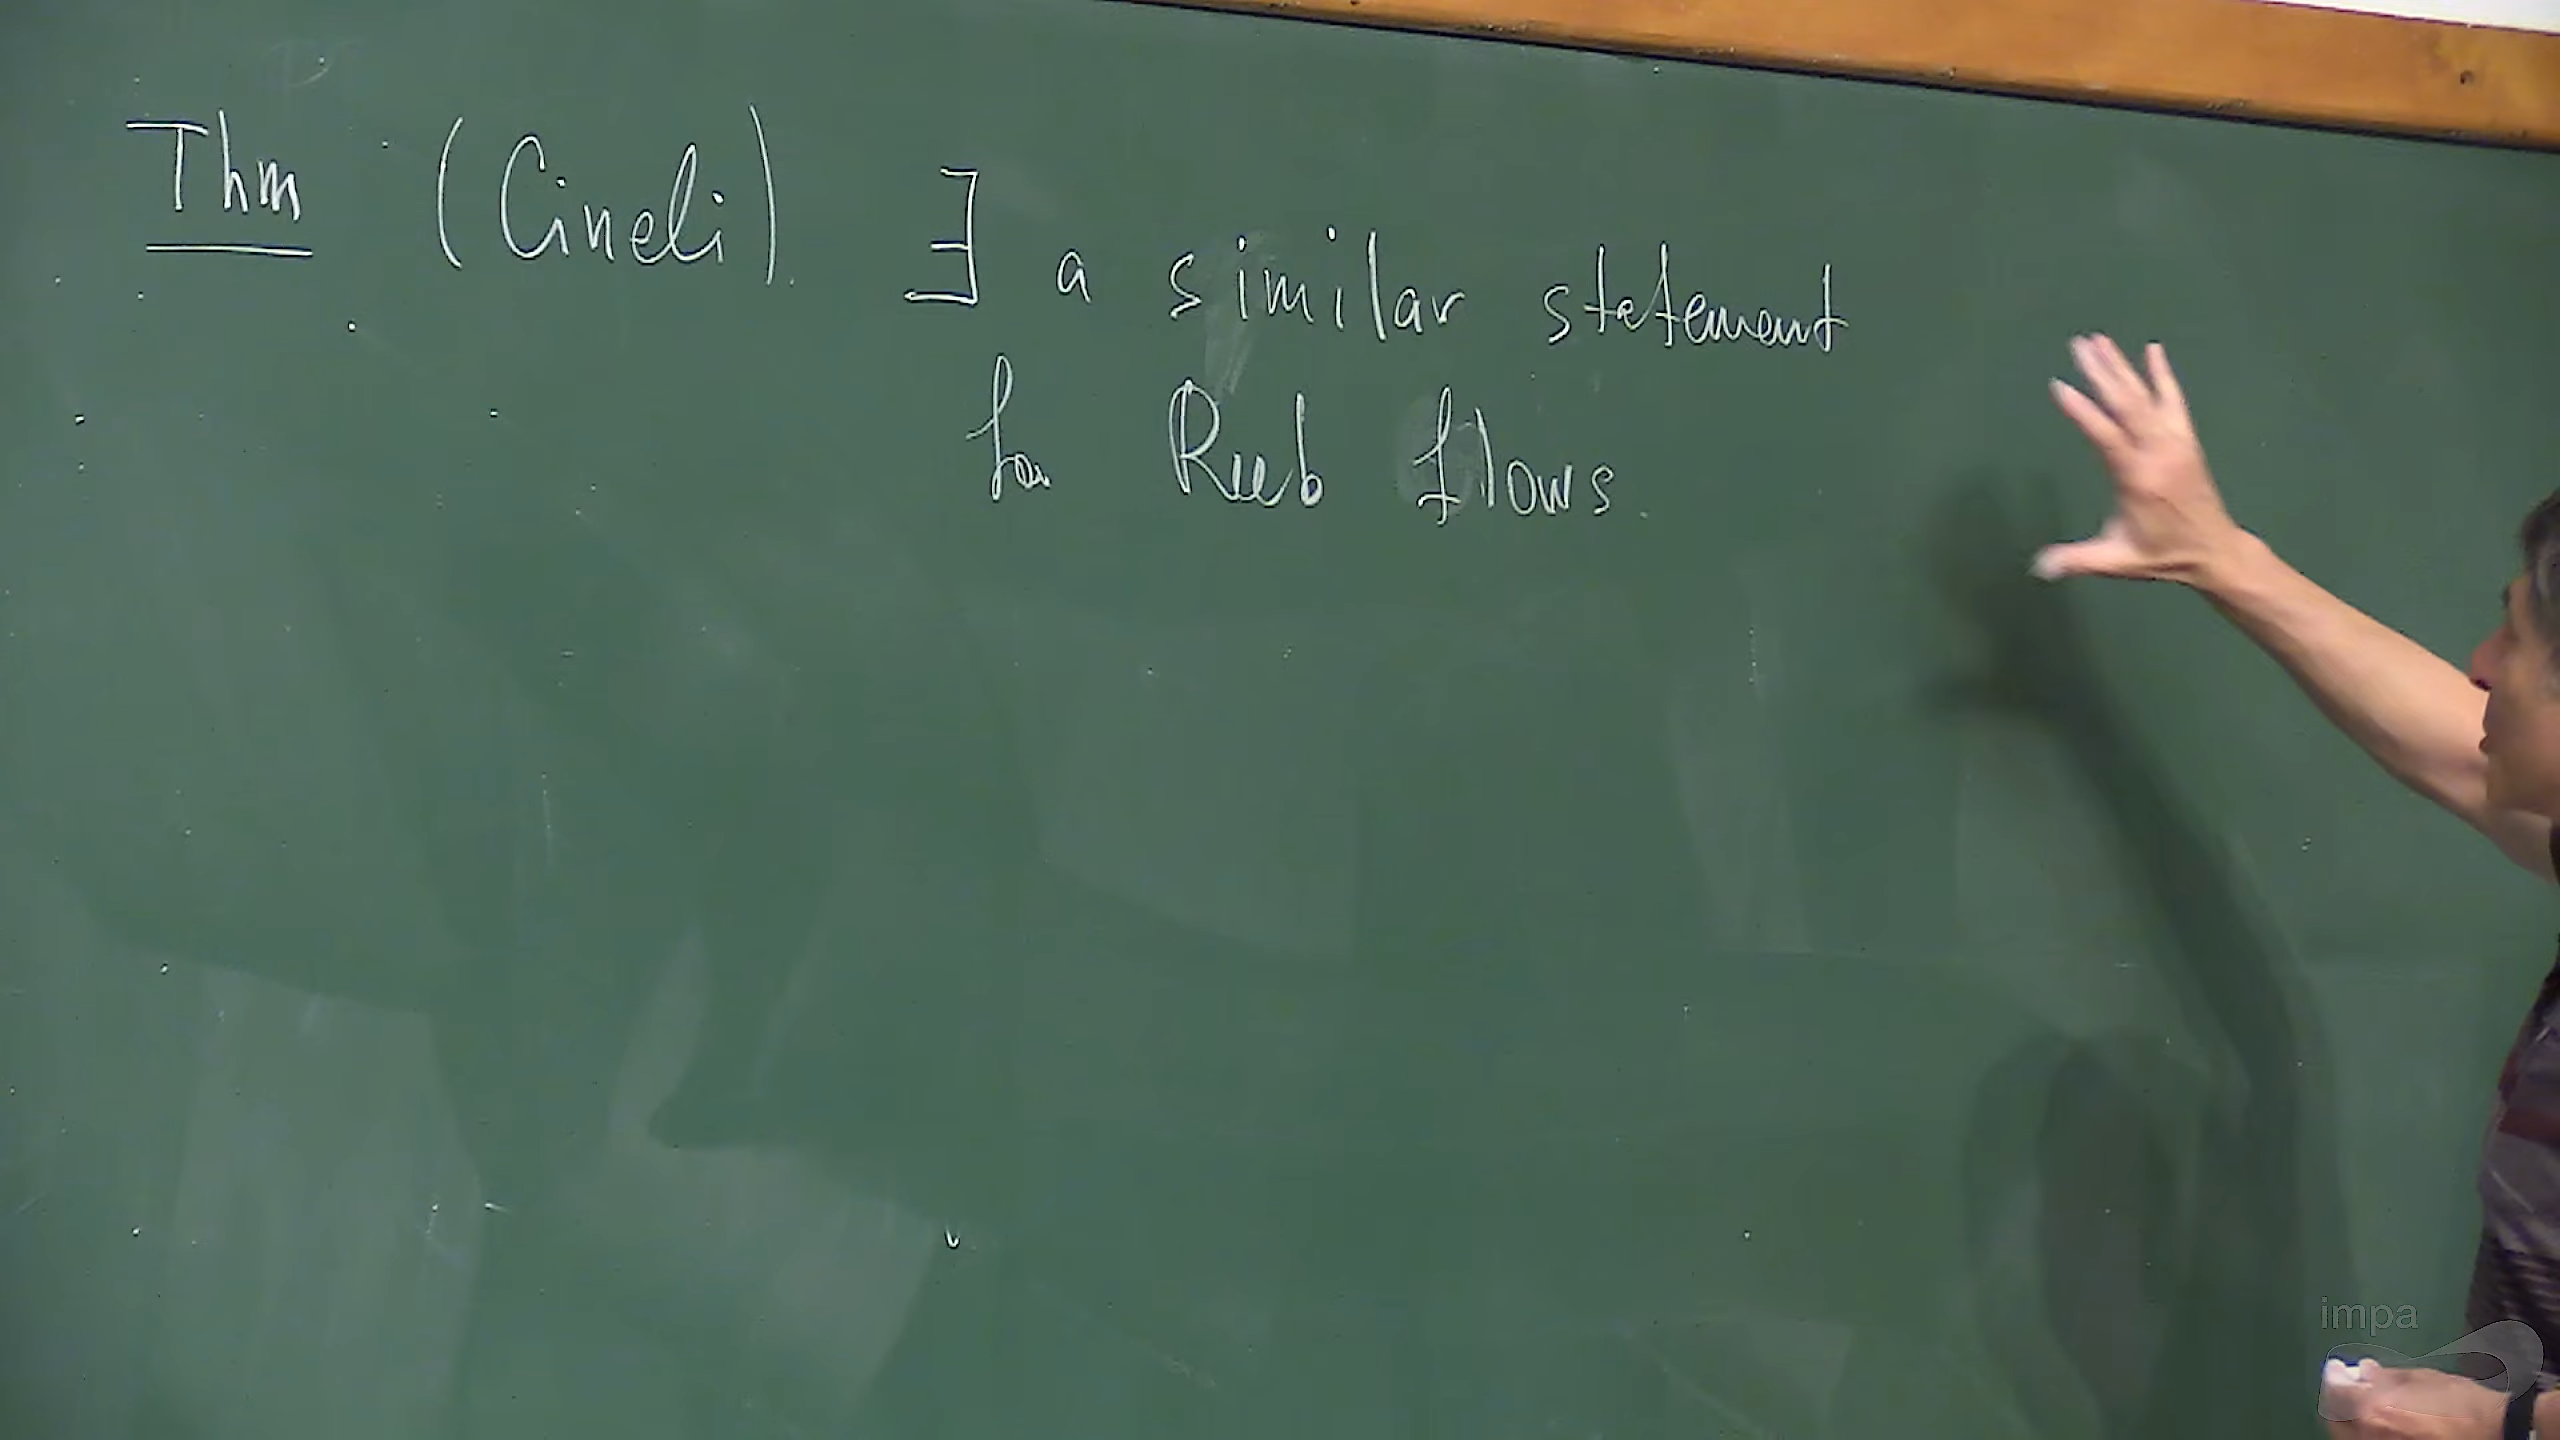 Thm (Cineli). ∃ a similar statement
for Reeb flows.
impa